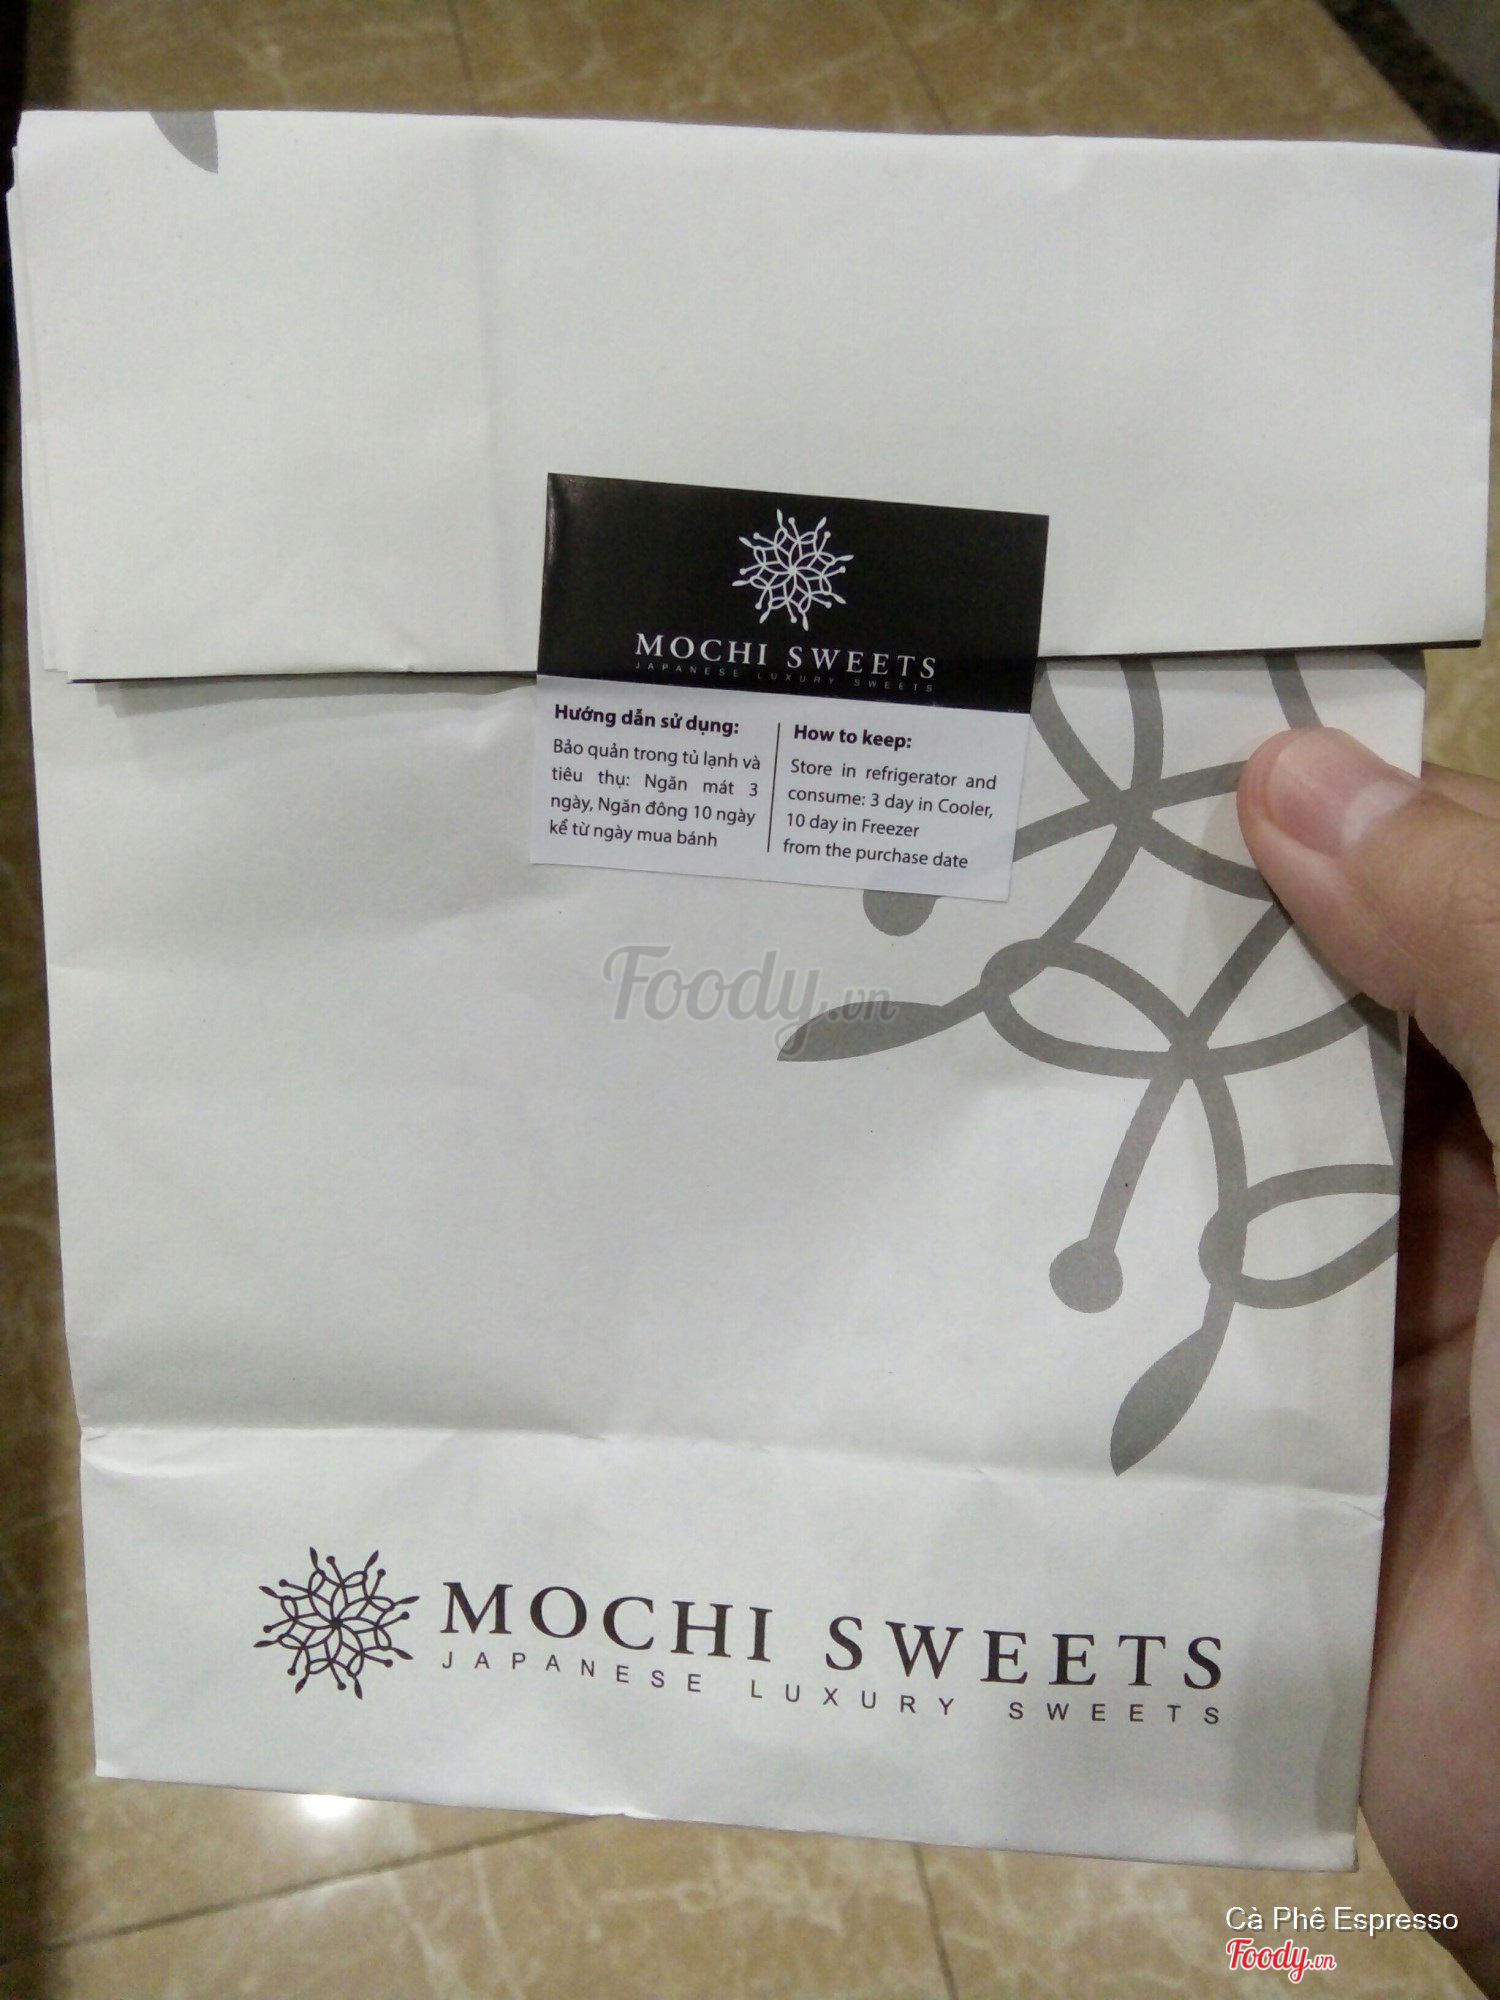 MOCHI SWEETS
JAPANESE LUXURY SWEETS
Hướng dẫn sử dụng:
Bảo quản trong tủ lạnh và
tiêu thụ: Ngăn mát 3
ngày, Ngăn đông 10 ngày
kể từ ngày mua bánh
How to keep:
Store in refrigerator and
consume: 3 day in Cooler,
10 day in Freezer
from the purchase date
Foody.vn
MOCHI SWEETS
JAPANESE LUXURY SWEETS
Cà Phê Espresso
Foody.vn